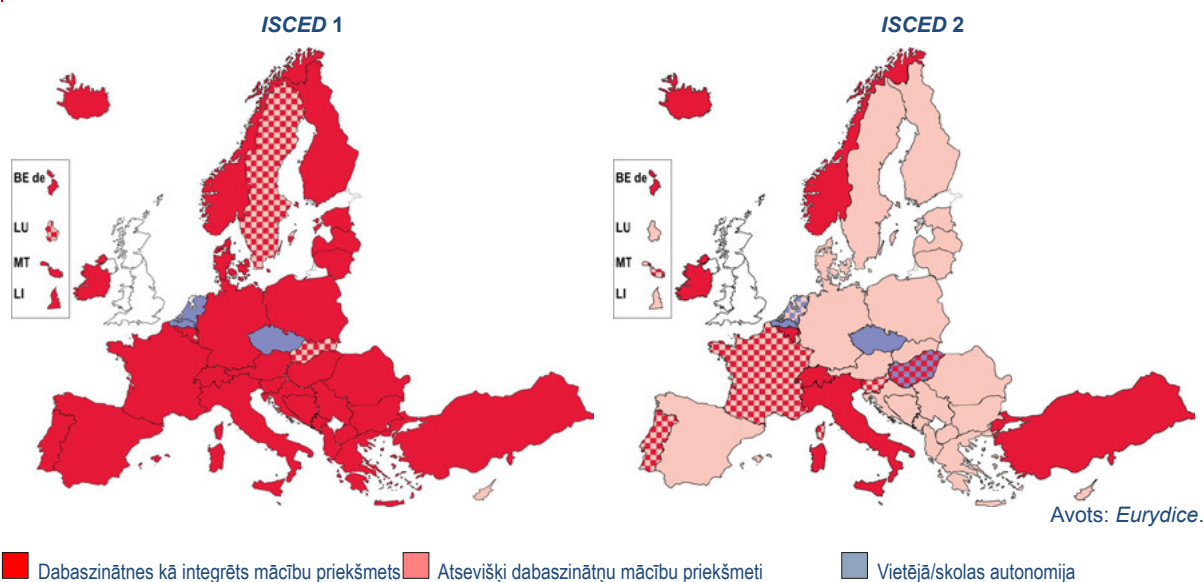 ISCED 1
ISCED 2
BE de
LU
MT
LI
BE de
LU
MT
LI
Avots: Eurydice.
Dabaszinātnes kā integrēts mācību priekšmets
Atsevišķi dabaszinātņu mācību priekšmeti
Vietējā/skolas autonomija